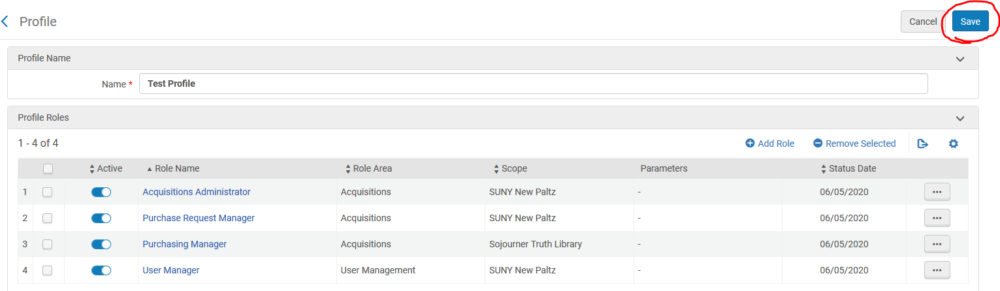 Profile
Cancel Save
Profile Name
Name * Test Profile
Profile Roles
1 - 4 of 4 Add Role Remove Selected
Active Role Name Role Area Scope Parameters Status Date
1 Acquisitions Administrator Acquisitions SUNY New Paltz - 06/05/2020
2 Purchase Request Manager Acquisitions SUNY New Paltz - 06/05/2020
3 Purchasing Manager Acquisitions Sojourner Truth Library - 06/05/2020
4 User Manager User Management SUNY New Paltz - 06/05/2020